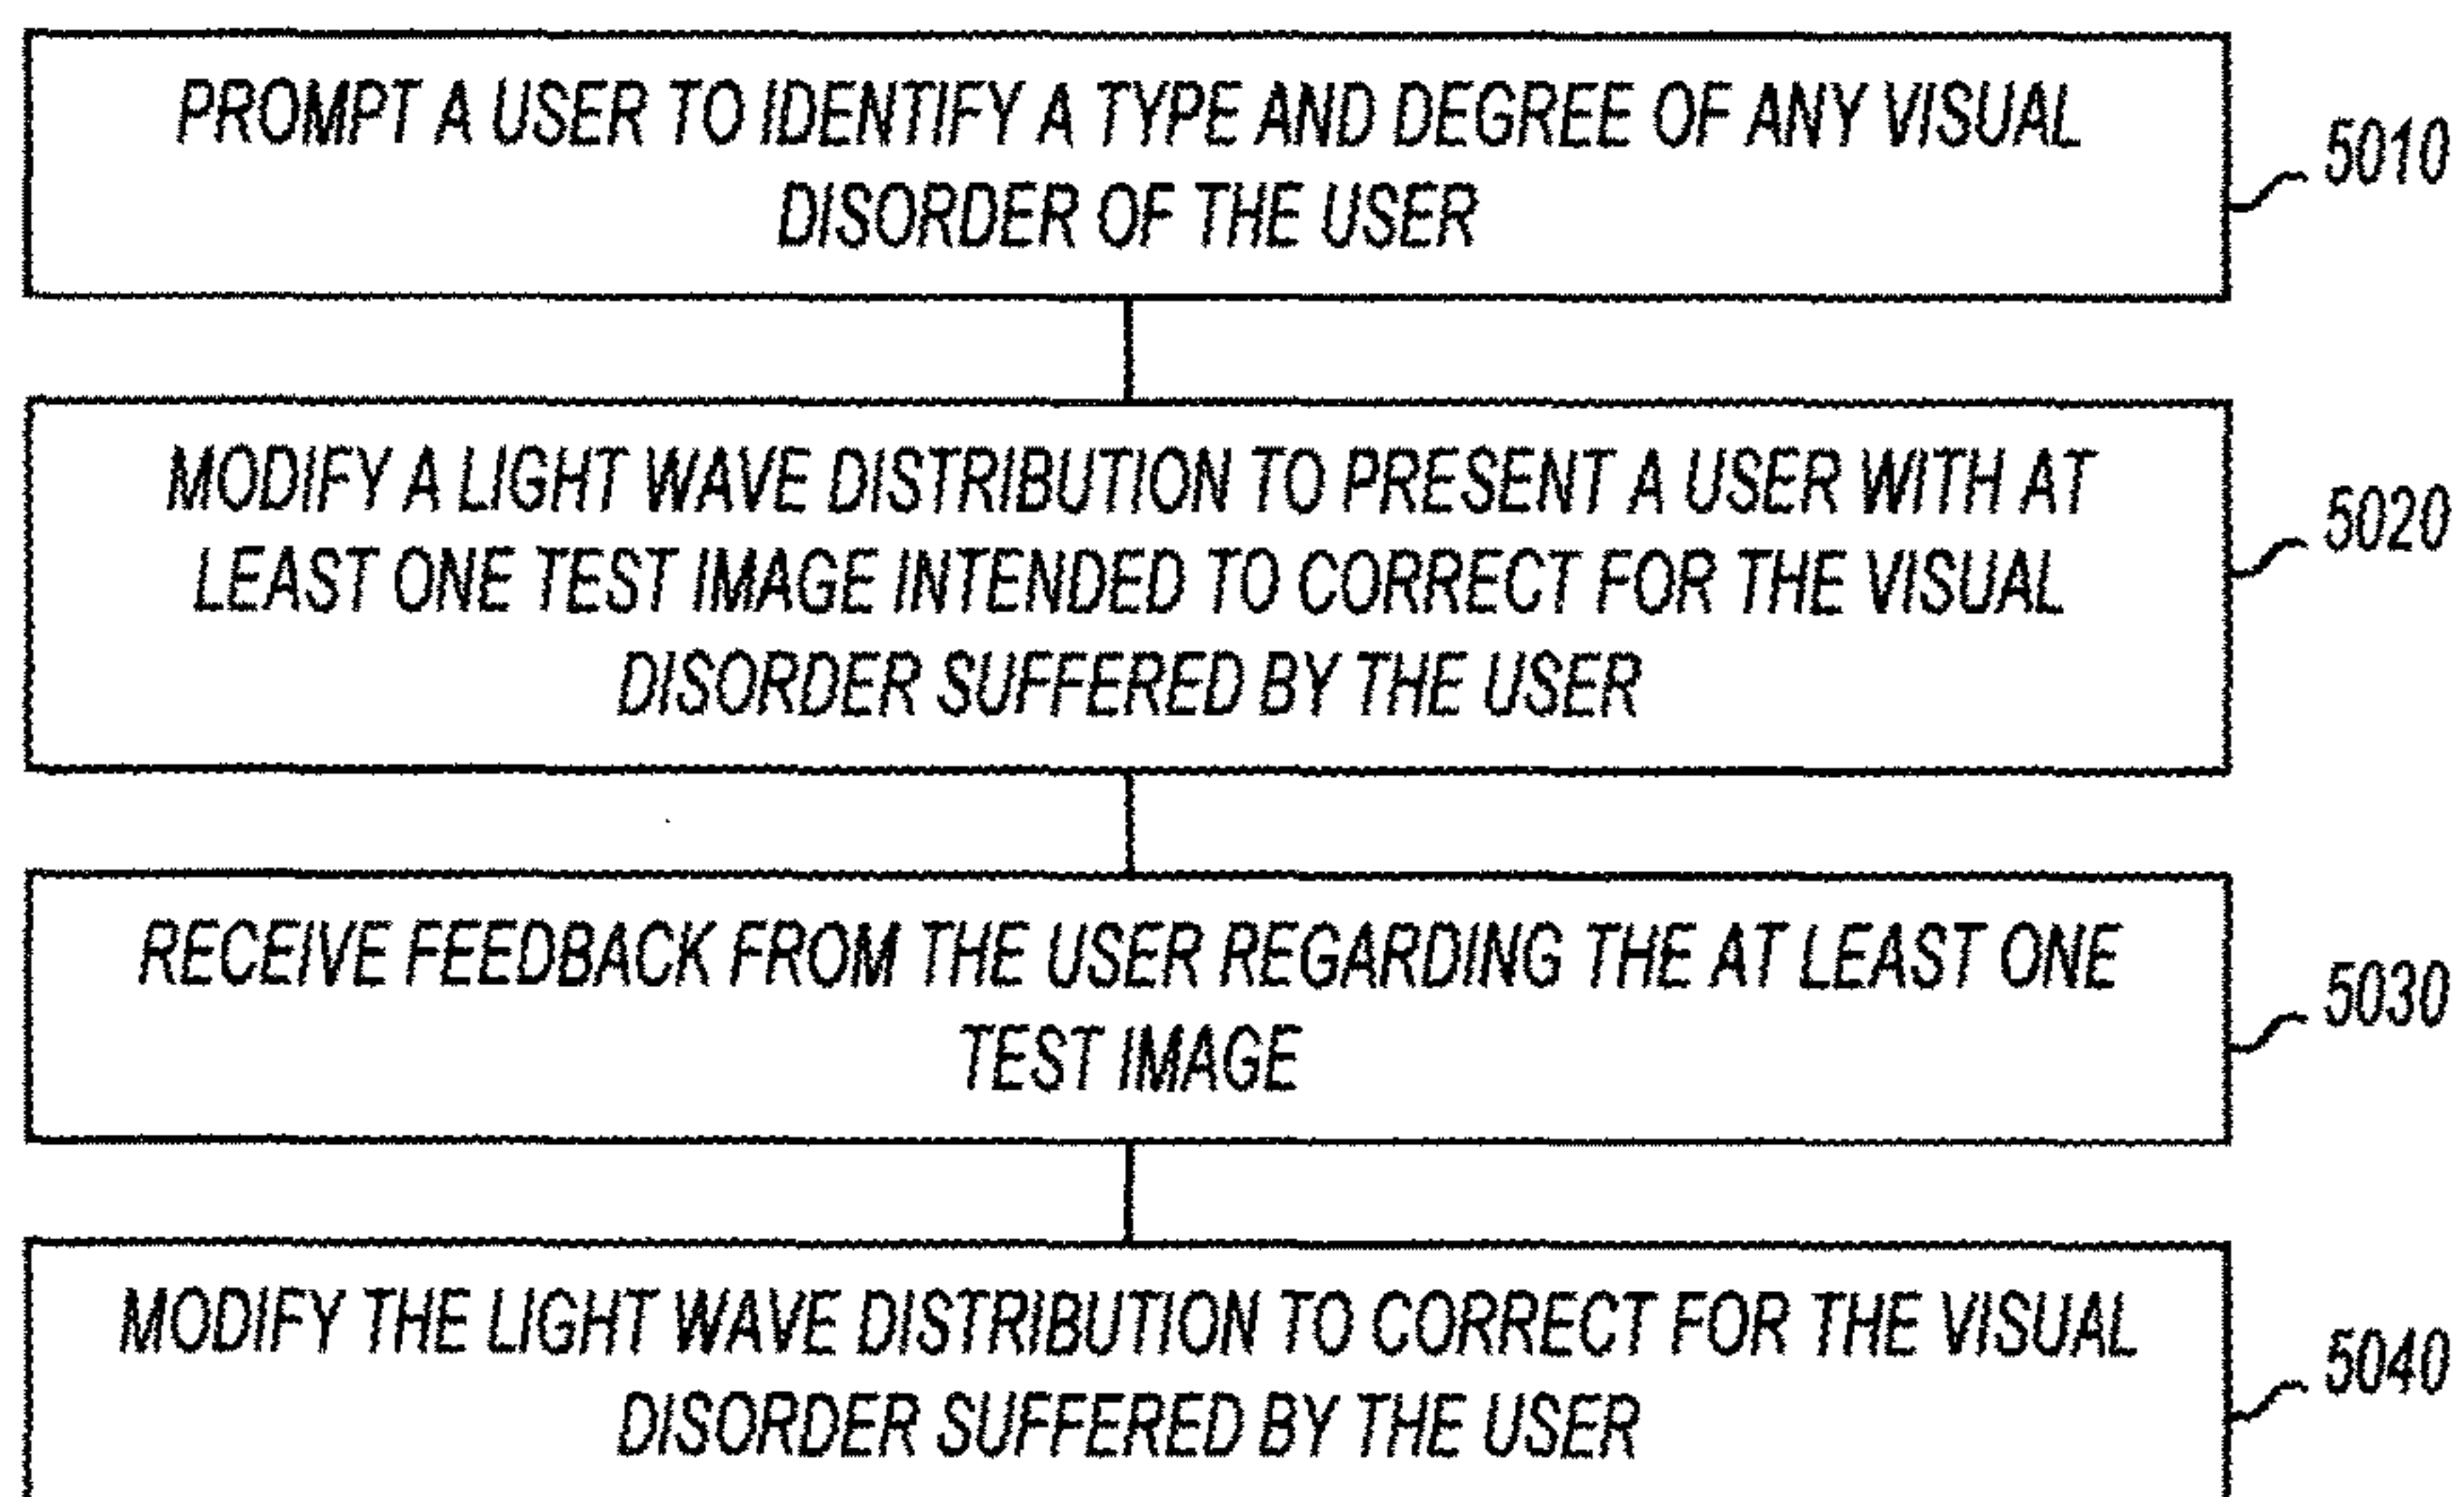 PROMPT A USER TO IDENTIFY A TYPE AND DEGREE OF ANY VISUAL
DISORDER OF THE USER
5010
MODIFY A LIGHT WAVE DISTRIBUTION TO PRESENT A USER WITH AT
LEAST ONE TEST IMAGE INTENDED TO CORRECT FOR THE VISUAL
DISORDER SUFFERED BY THE USER
5020
RECEIVE FEEDBACK FROM THE USER REGARDING THE AT LEAST ONE
TEST IMAGE
5030
MODIFY THE LIGHT WAVE DISTRIBUTION TO CORRECT FOR THE VISUAL
DISORDER SUFFERED BY THE USER
5040